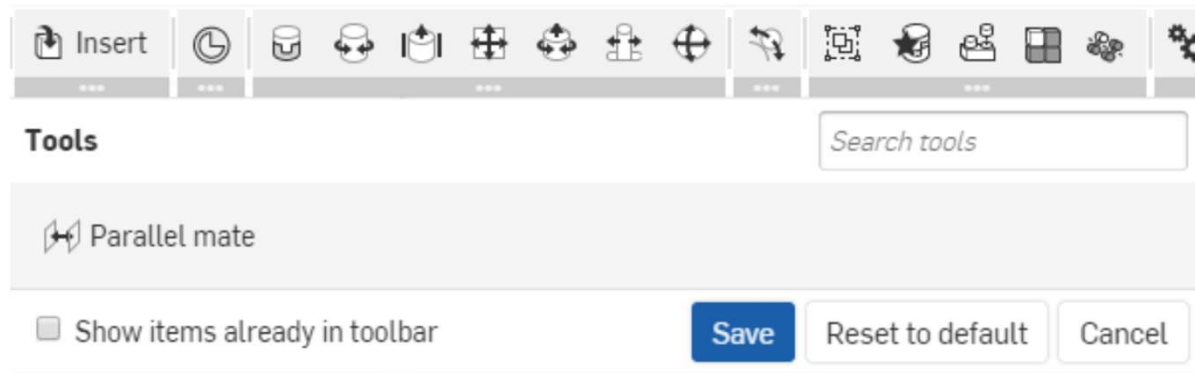 Insert
Tools
Search tools
Parallel mate
Show items already in toolbar
Save
Reset to default
Cancel